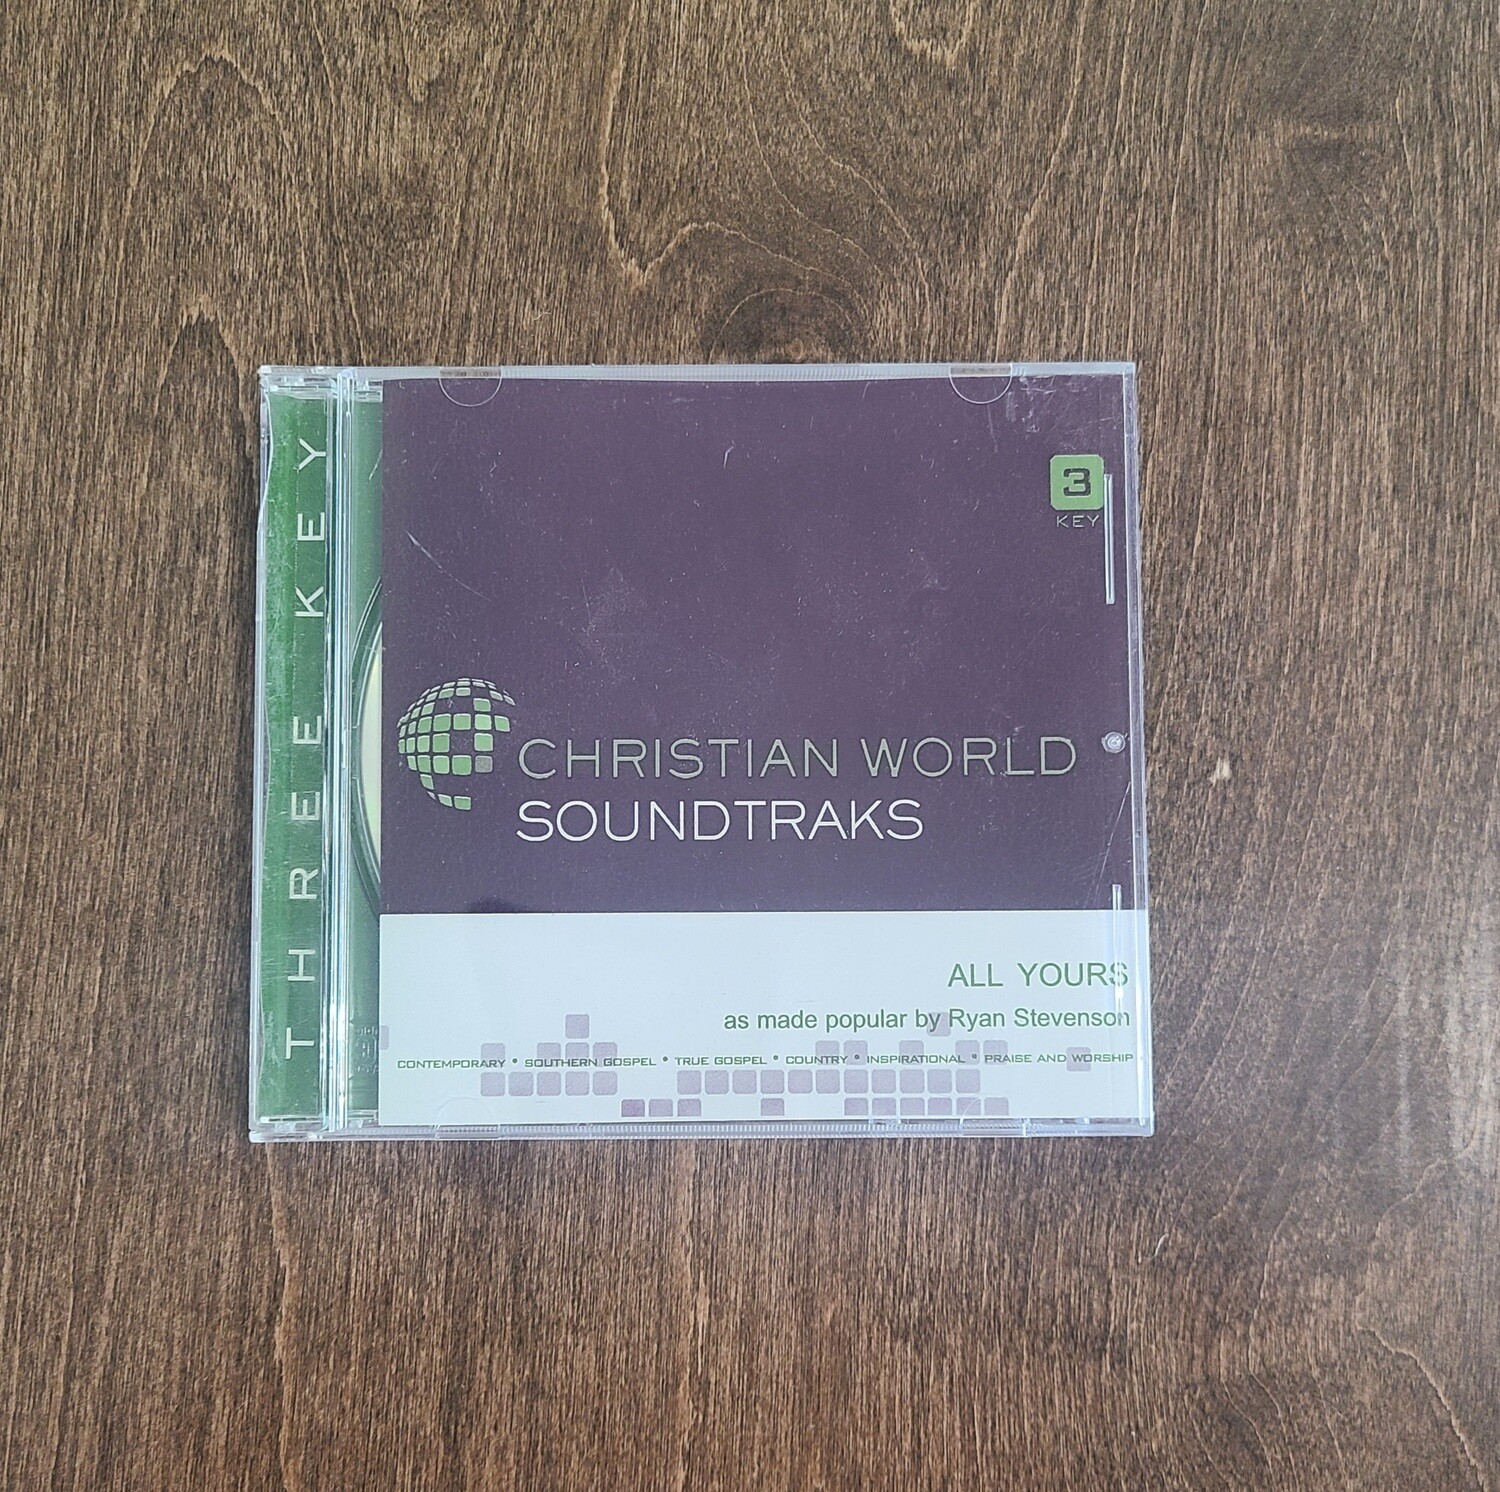 THREE KEY
3
KEY
CHRISTIAN WORLD
SOUNDTRAKS
ALL YOURS
as made popular by Ryan Stevenson
CONTEMPORARY • SOUTHERN GOSPEL • TRUE GOSPEL • COUNTRY • INSPIRATIONAL • PRAISE AND WORSHIP